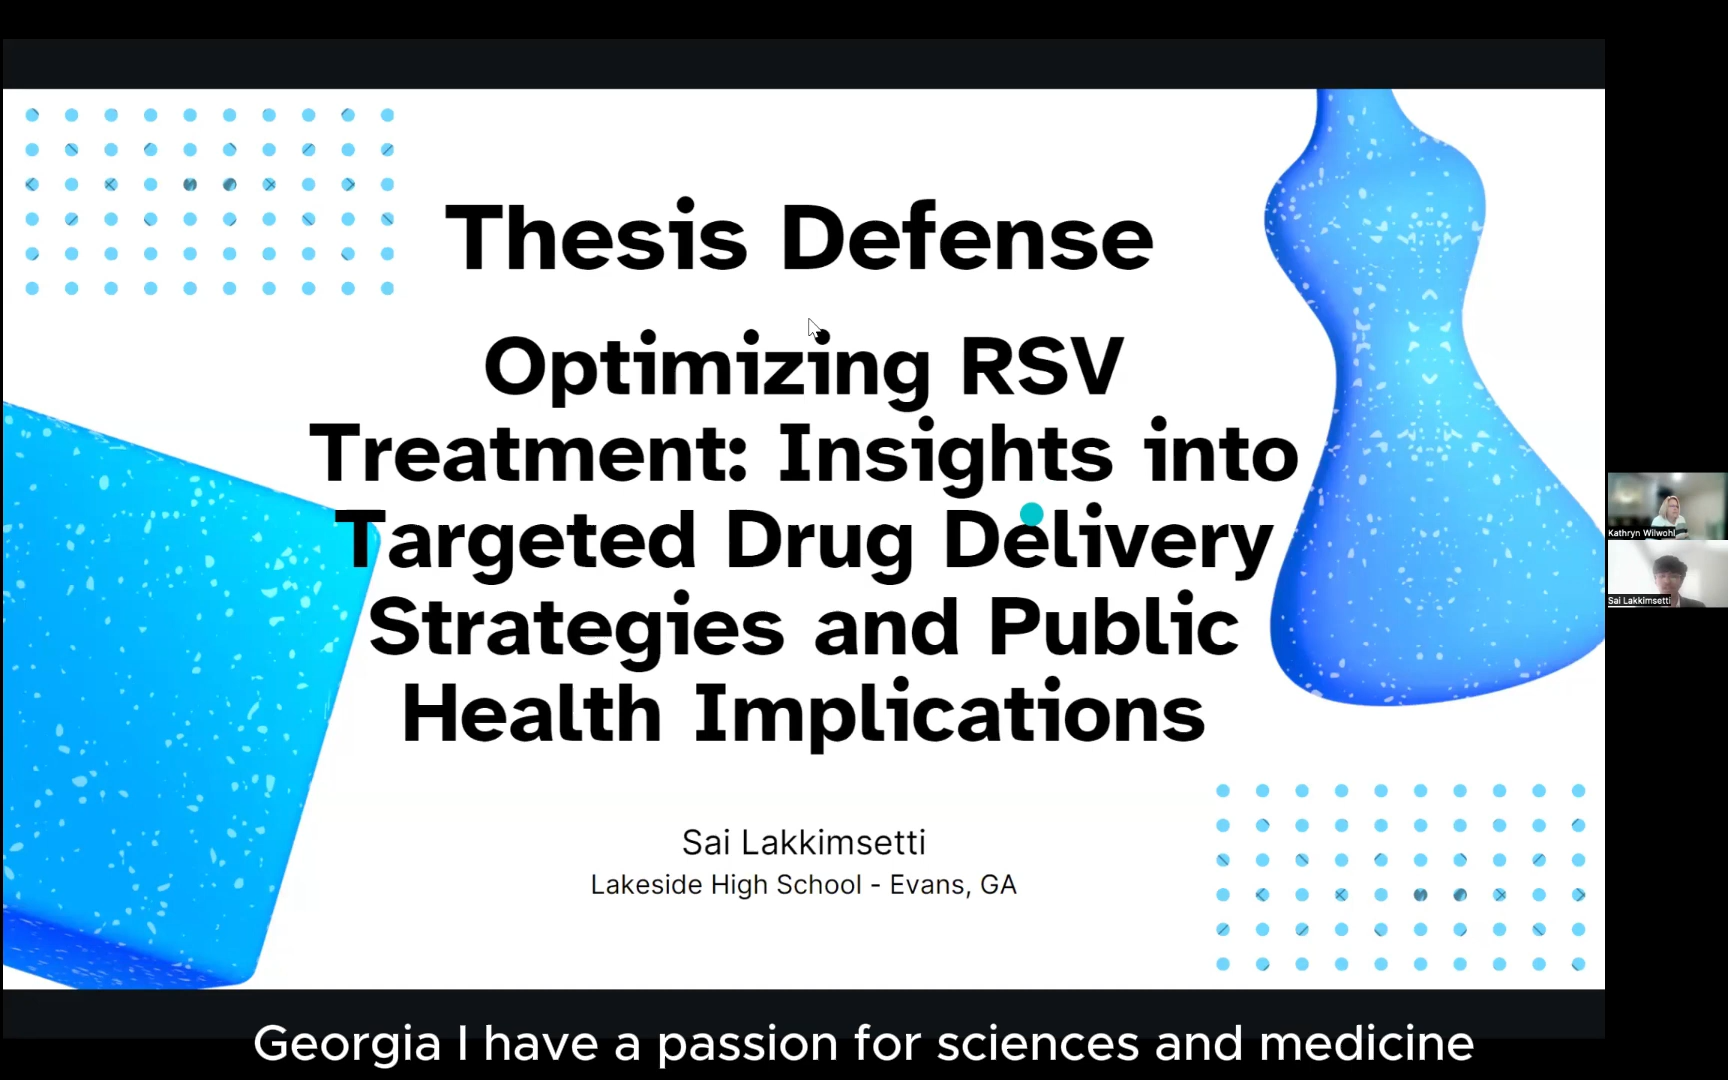 Thesis Defense
Optimizing RSV
Treatment: Insights into
Targeted Drug Delivery
Strategies and Public
Health Implications
Sai Lakkimsetti
Lakeside High School - Evans, GA
Kathryn Wilwohl
Sai Lakkimsetti
Georgia I have a passion for sciences and medicine